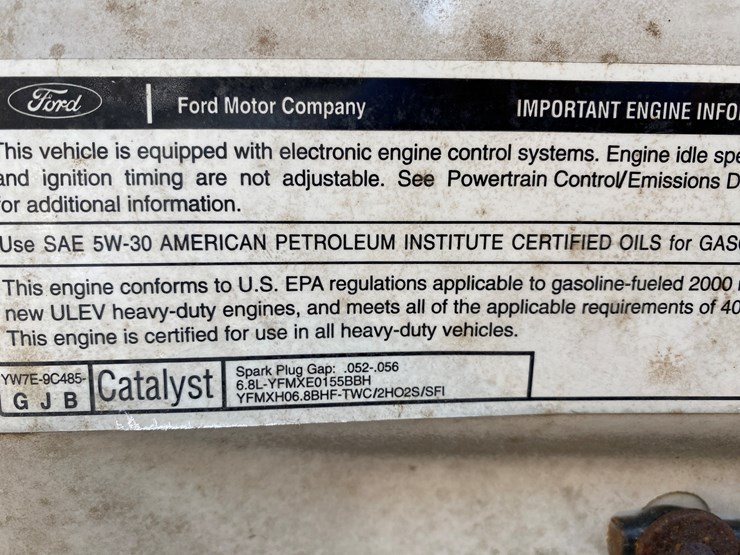 Ford
Ford Motor Company IMPORTANT ENGINE INFO
This vehicle is equipped with electronic engine control systems. Engine idle spe
and ignition timing are not adjustable. See Powertrain Control/Emissions D
for additional information.
Use SAE 5W-30 AMERICAN PETROLEUM INSTITUTE CERTIFIED OILS for GAS
This engine conforms to U.S. EPA regulations applicable to gasoline-fueled 2000
new ULEV heavy-duty engines, and meets all of the applicable requirements of 40
This engine is certified for use in all heavy-duty vehicles.
YW7E-9C485-
G J B
Catalyst
Spark Plug Gap: .052-.056
6.8L-YFMXE0155BBH
YFMXH06.8BHF-TWC/2HO2S/SFI